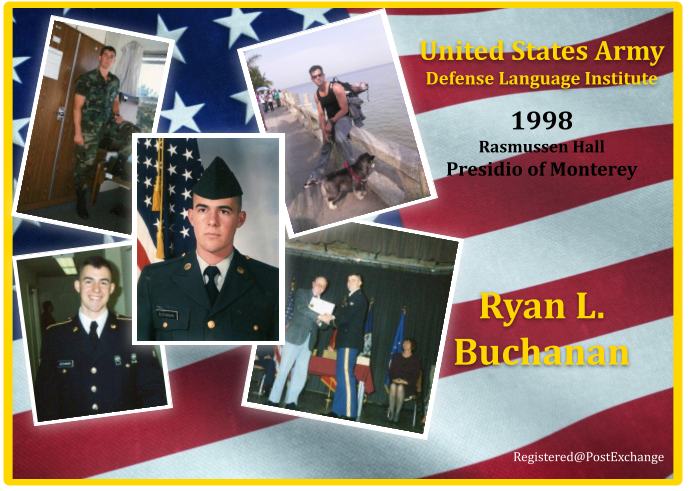 United States Army
Defense Language Institute
1998
Rasmussen Hall
Presidio of Monterey
Ryan L.
Buchanan
Registered@PostExchange